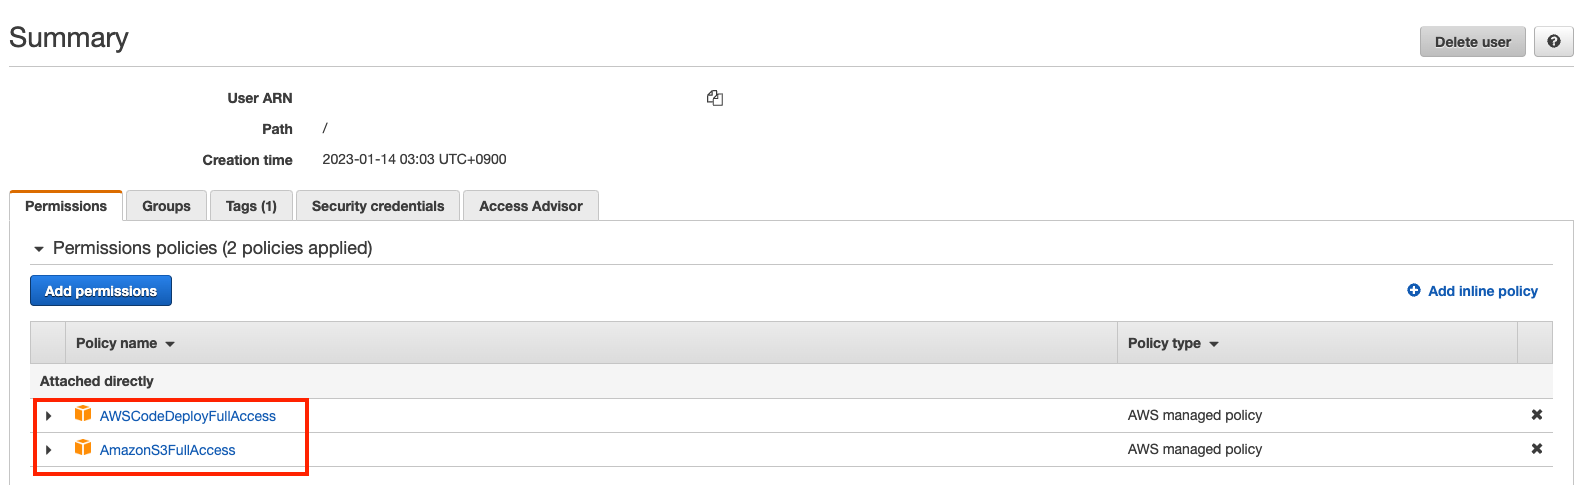 Summary
Delete user
User ARN
Path /
Creation time 2023-01-14 03:03 UTC+0900
Permissions Groups Tags (1) Security credentials Access Advisor
Permissions policies (2 policies applied)
Add permissions Add inline policy
Policy name Policy type
Attached directly
AWSCodeDeployFullAccess AWS managed policy
AmazonS3FullAccess AWS managed policy